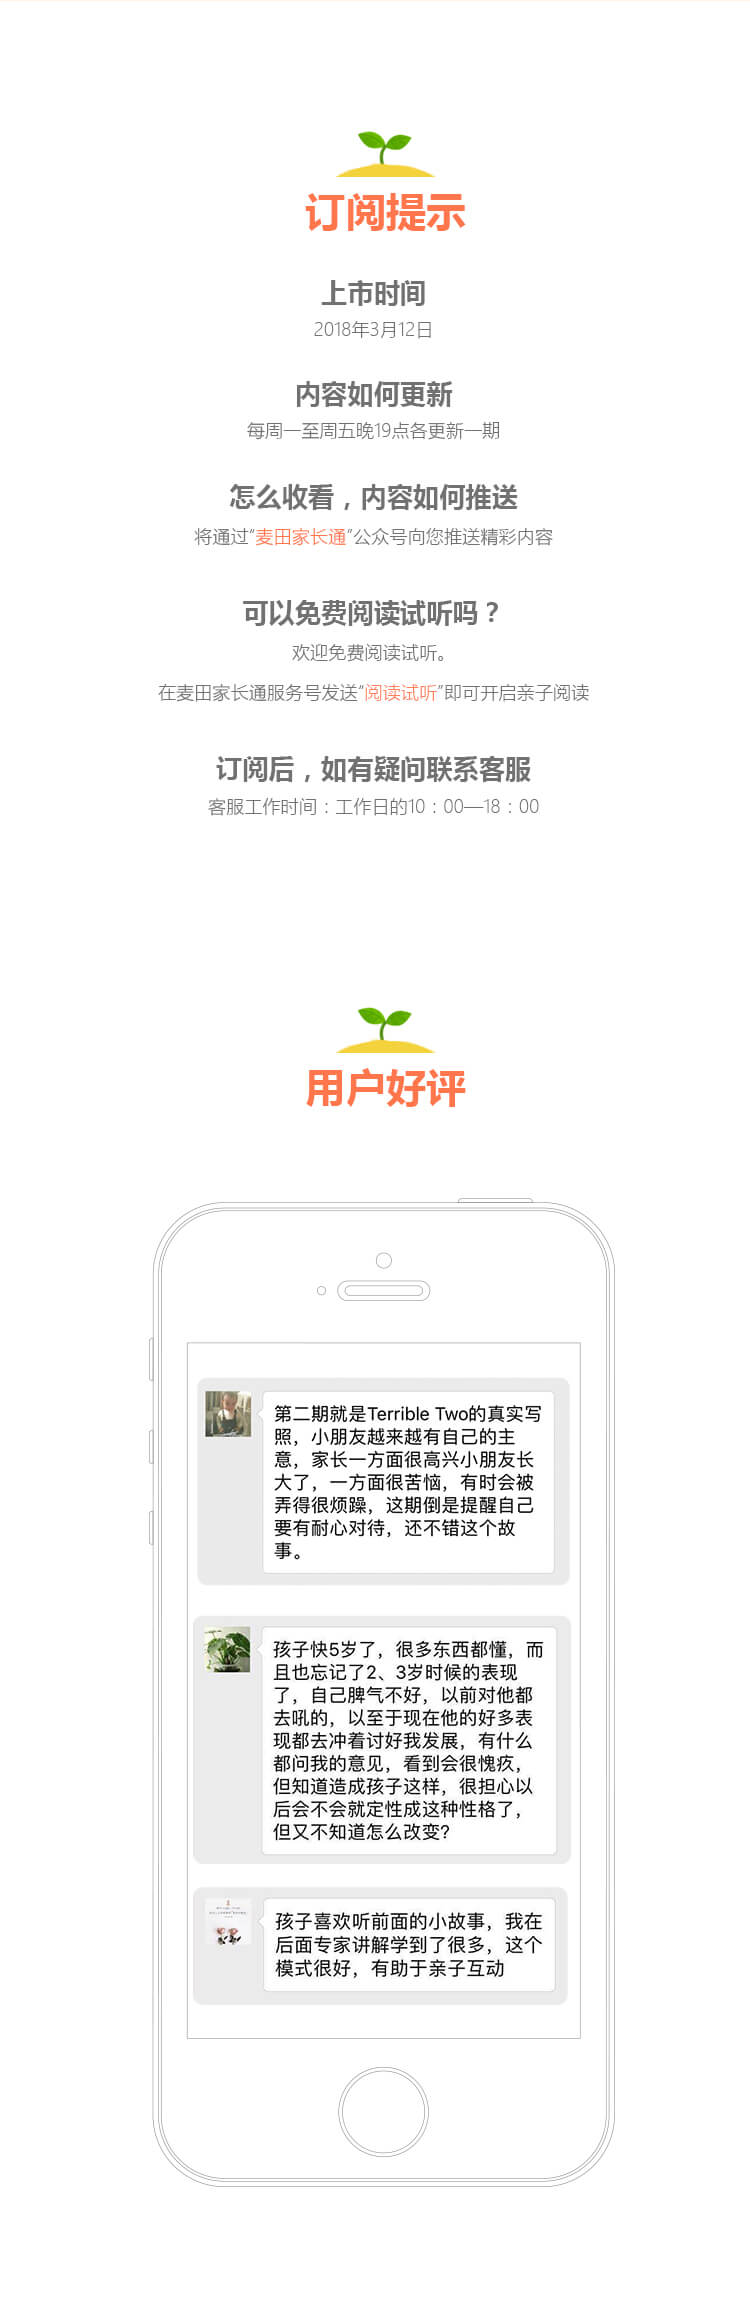 订阅提示
上市时间
2018年3月12日
内容如何更新
每周一至周五晚19点各更新一期
怎么收看，内容如何推送
将通过“麦田家长通”公众号向您推送精彩内容
可以免费阅读试听吗？
欢迎免费阅读试听。
在麦田家长通服务号发送“阅读试听”即可开启亲子阅读
订阅后，如有疑问联系客服
客服工作时间：工作日的10：00—18：00
用户好评
第二期就是Terrible Two的真实写
照，小朋友越来越有自己的主
意，家长一方面很高兴小朋友长
大了，一方面很苦恼，有时会被
弄得很烦躁，这期倒是提醒自己
要有耐心对待，还不错这个故
事。
孩子快5岁了，很多东西都懂，而
且也忘记了2、3岁时候的表现
了，自己脾气不好，以前对他都
去吼的，以至于现在他的好多表
现都去冲着讨好我发展，有什么
都问我的意见，看到会很愧疚，
但知道造成孩子这样，很担心以
后会不会就定性成这种性格了，
但又不知道怎么改变?
孩子喜欢听前面的小故事，我在
后面专家讲解学到了很多，这个
模式很好，有助于亲子互动